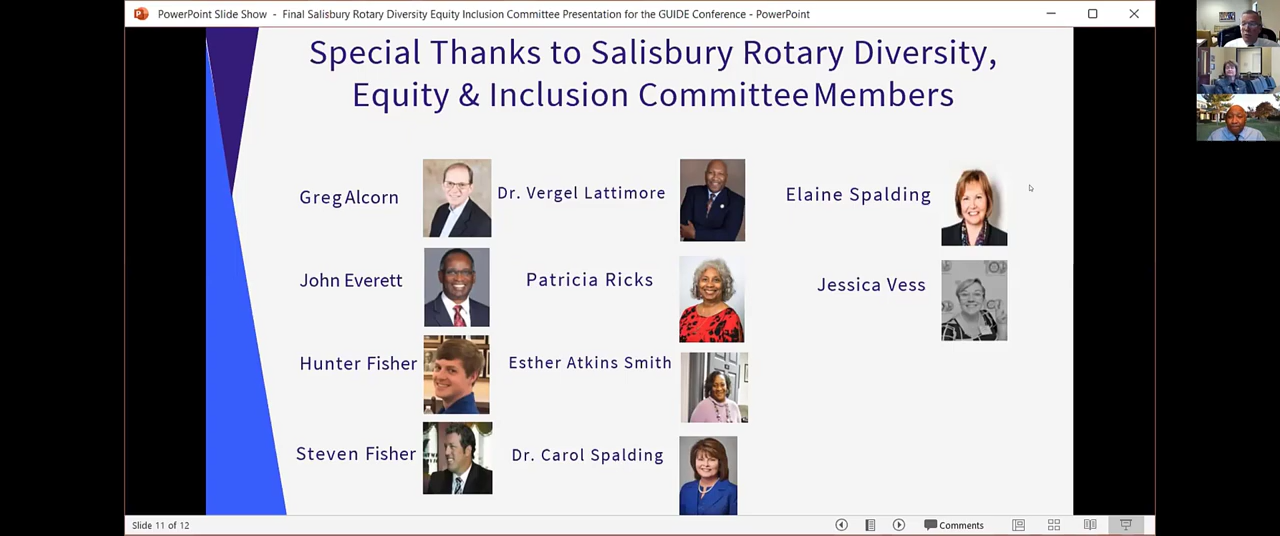 PowerPoint Slide Show - Final Salisbury Rotary Diversity Equity Inclusion Committee Presentation for the GUIDE Conference - PowerPoint
Special Thanks to Salisbury Rotary Diversity,
Equity & Inclusion Committee Members
Greg Alcorn
Dr. Vergel Lattimore
Elaine Spalding
John Everett
Patricia Ricks
Jessica Vess
Hunter Fisher
Esther Atkins Smith
Steven Fisher
Dr. Carol Spalding
Slide 11 of 12
Comments